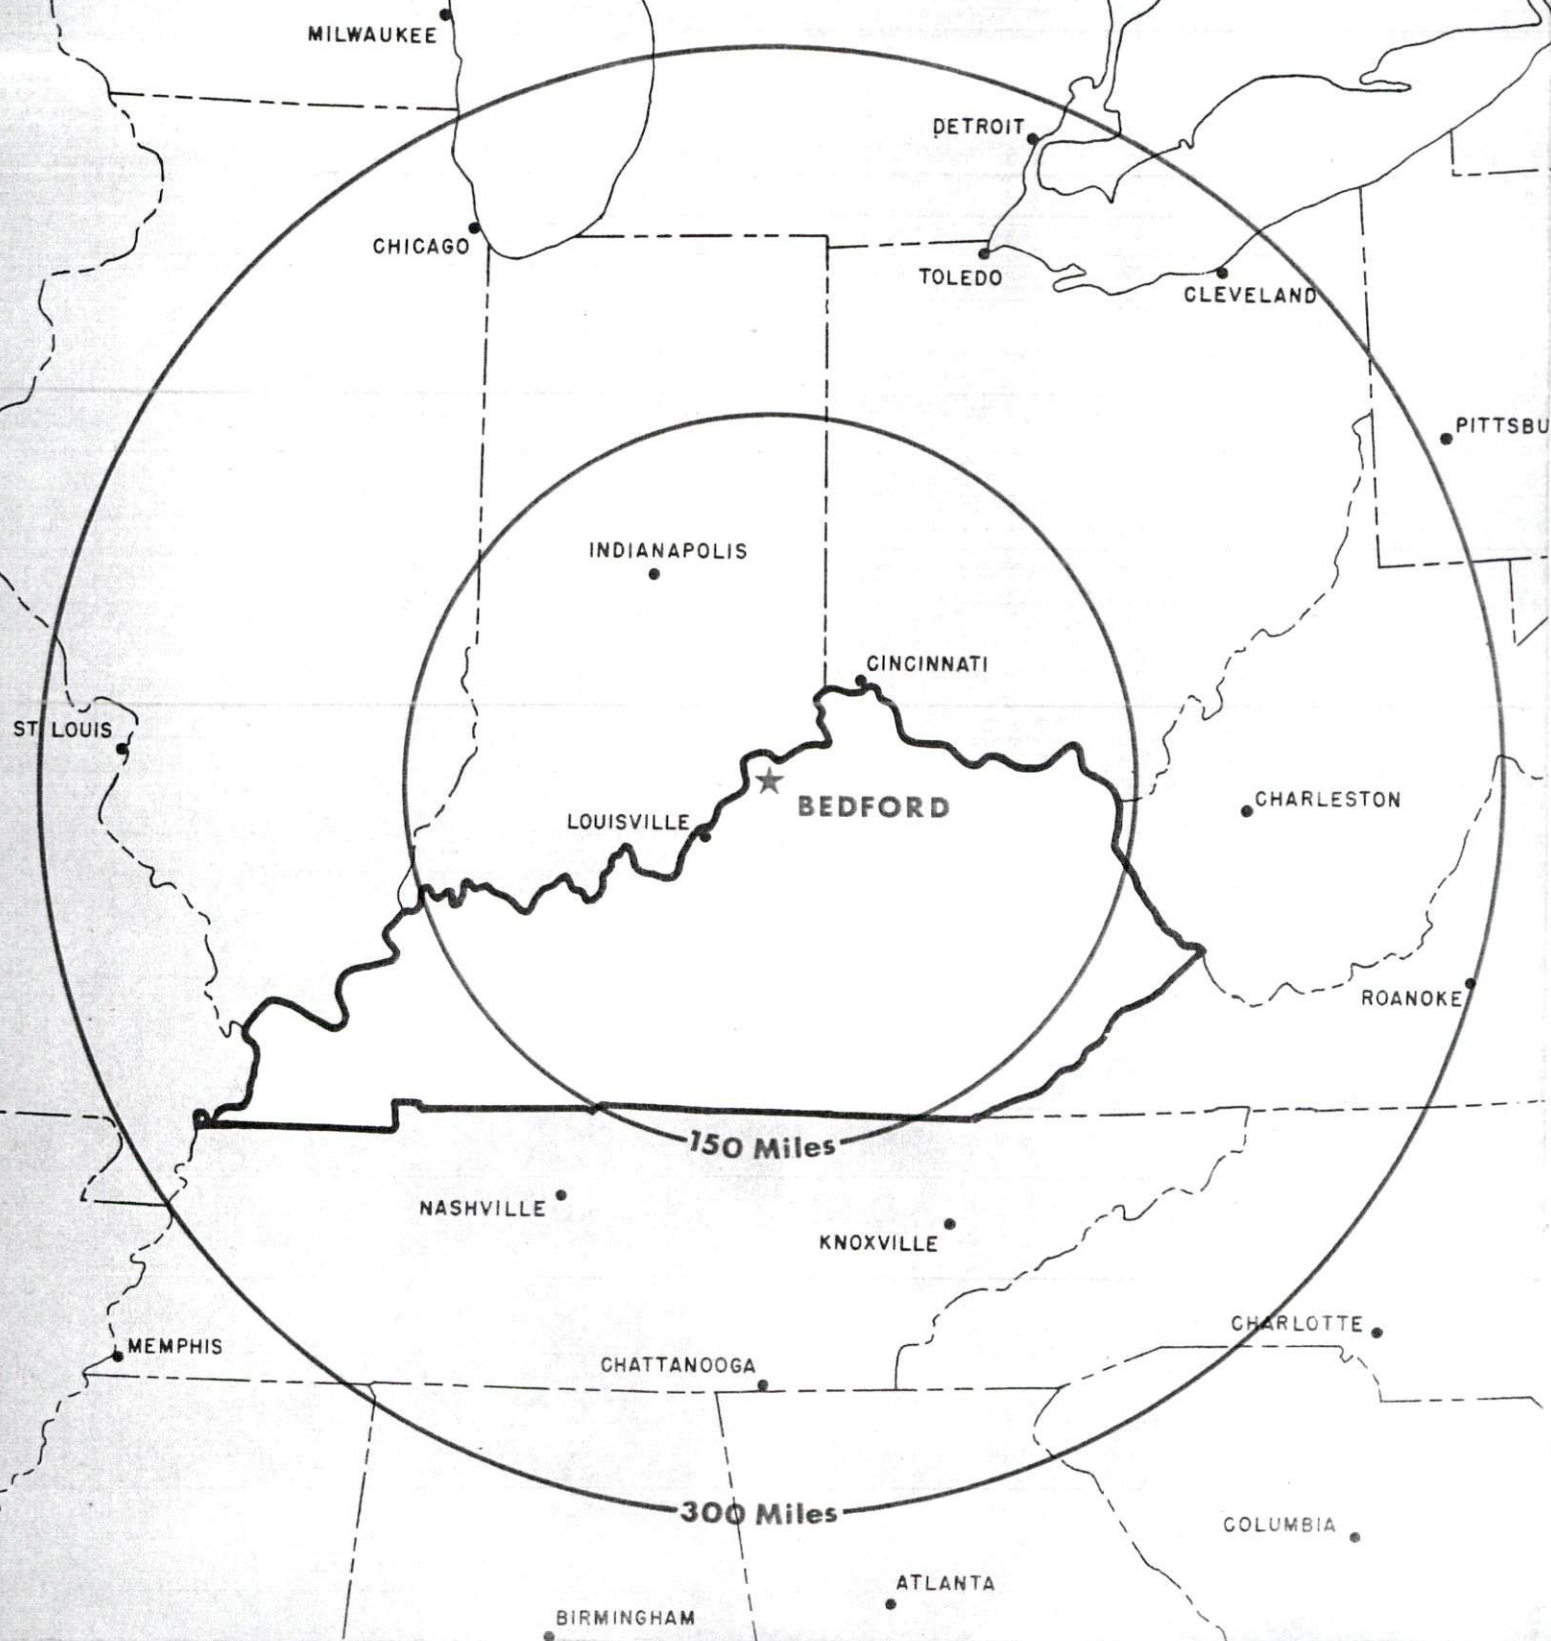 MILWAUKEE
DETROIT
CHICAGO
TOLEDO
CLEVELAND
PITTSBU
INDIANAPOLIS
CINCINNATI
ST. LOUIS
BEDFORD
CHARLESTON
LOUISVILLE
ROANOKE
150 Miles
NASHVILLE
KNOXVILLE
CHARLOTTE
MEMPHIS
CHATTANOOGA
300 Miles
COLUMBIA
ATLANTA
BIRMINGHAM